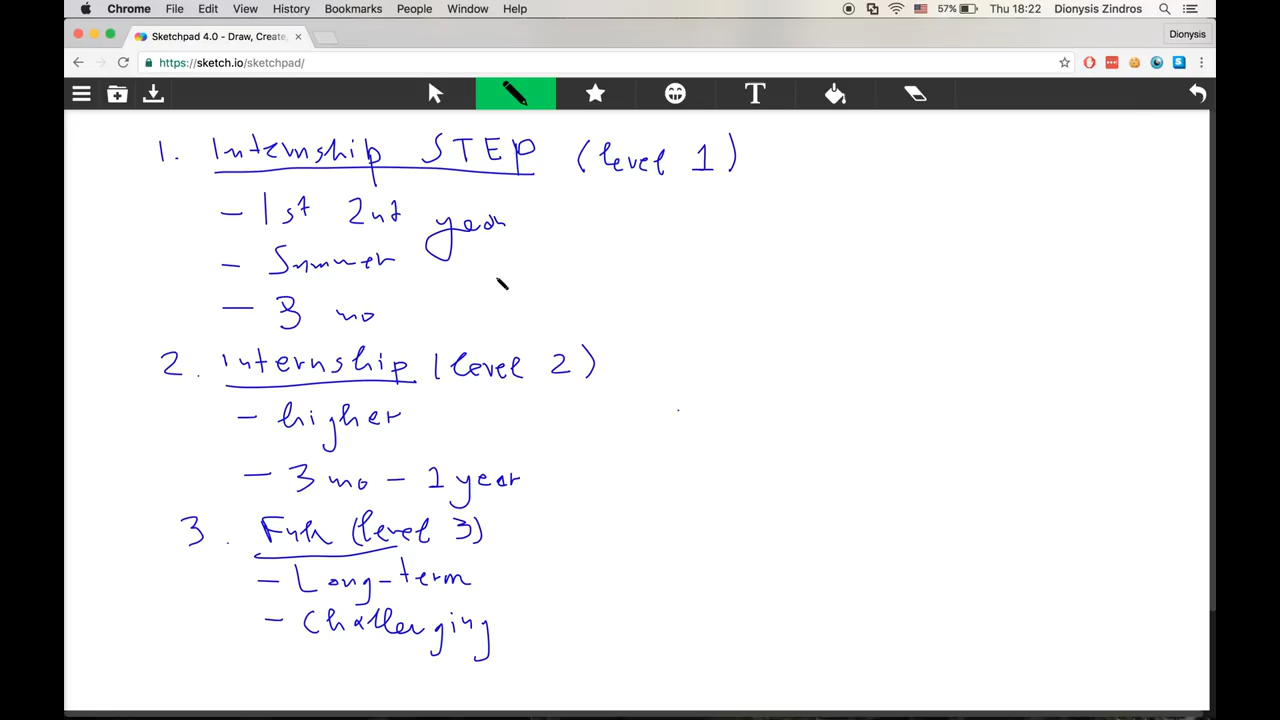 Chrome File Edit View History Bookmarks People Window Help 57% Thu 18:22 Dionysis Zindros
Sketchpad 4.0 - Draw, Create, Dionysis
https://sketch.io/sketchpad/
T
1. Internship STEP (level 1)
- 1st 2nd year
- Summer
- 3 mo
2. internship (level 2)
- higher
- 3 mo - 1 year
3. (level 3)
- Long-term
- Challenging